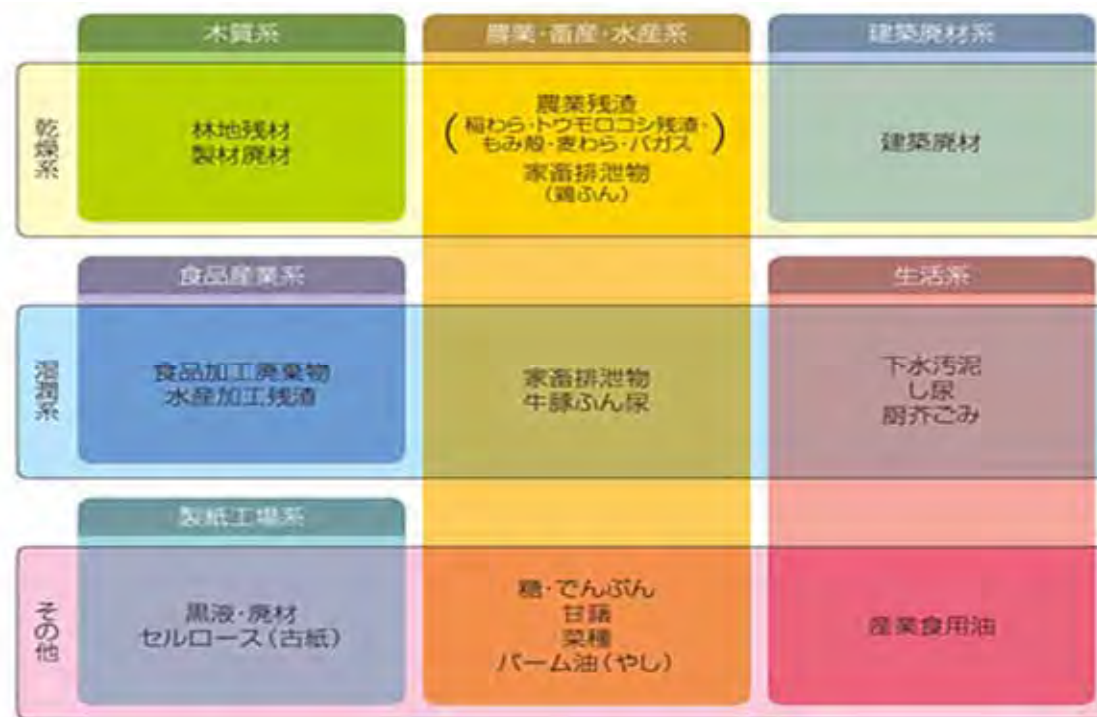 木質系
農業・畜産・水産系
建築廃材系
乾燥系
林地残材
製材廃材
農業残渣
(稲わら・トウモロコシ残渣・
もみ殻・麦わら・バガス)
家畜排泄物
(鶏ふん)
建築廃材
食品産業系
生活系
湿潤系
食品加工廃棄物
水産加工残渣
家畜排泄物
牛豚ふん尿
下水汚泥
し尿
厨芥ごみ
製紙工場系
その他
黒液・廃材
セルロース(古紙)
糖・でんぷん
甘藷
菜種
パーム油(やし)
産業食用油